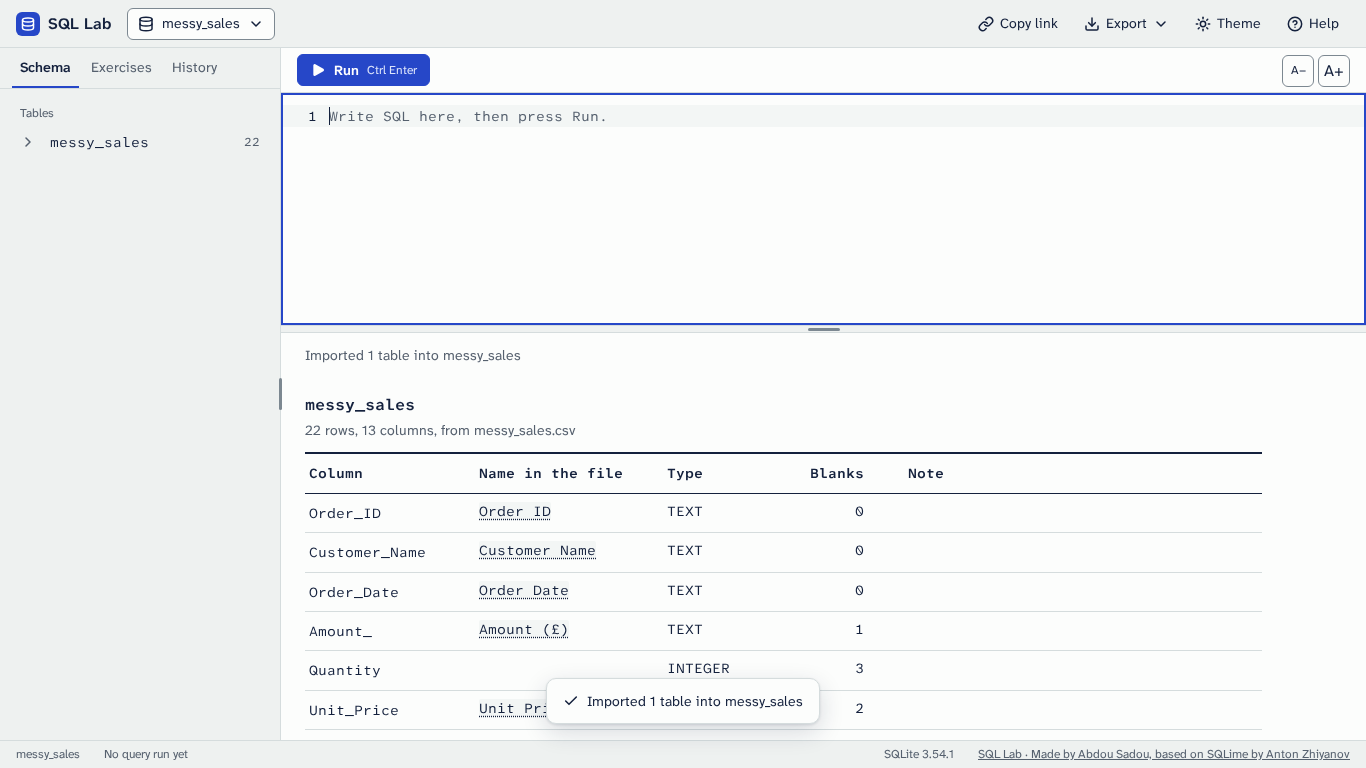 SQL Lab messy_sales Copy link Export Theme Help
Schema Exercises History
Run Ctrl Enter A− A+
Tables
messy_sales 22
1 Write SQL here, then press Run.
Imported 1 table into messy_sales
messy_sales
22 rows, 13 columns, from messy_sales.csv
Column Name in the file Type Blanks Note
Order_ID Order ID TEXT 0
Customer_Name Customer Name TEXT 0
Order_Date Order Date TEXT 0
Amount_ Amount (£) TEXT 1
Quantity INTEGER 3
Unit_Price Unit 2
Imported 1 table into messy_sales
messy_sales No query run yet SQLite 3.54.1 SQL Lab · Made by Abdou Sadou, based on SQLime by Anton Zhiyanov